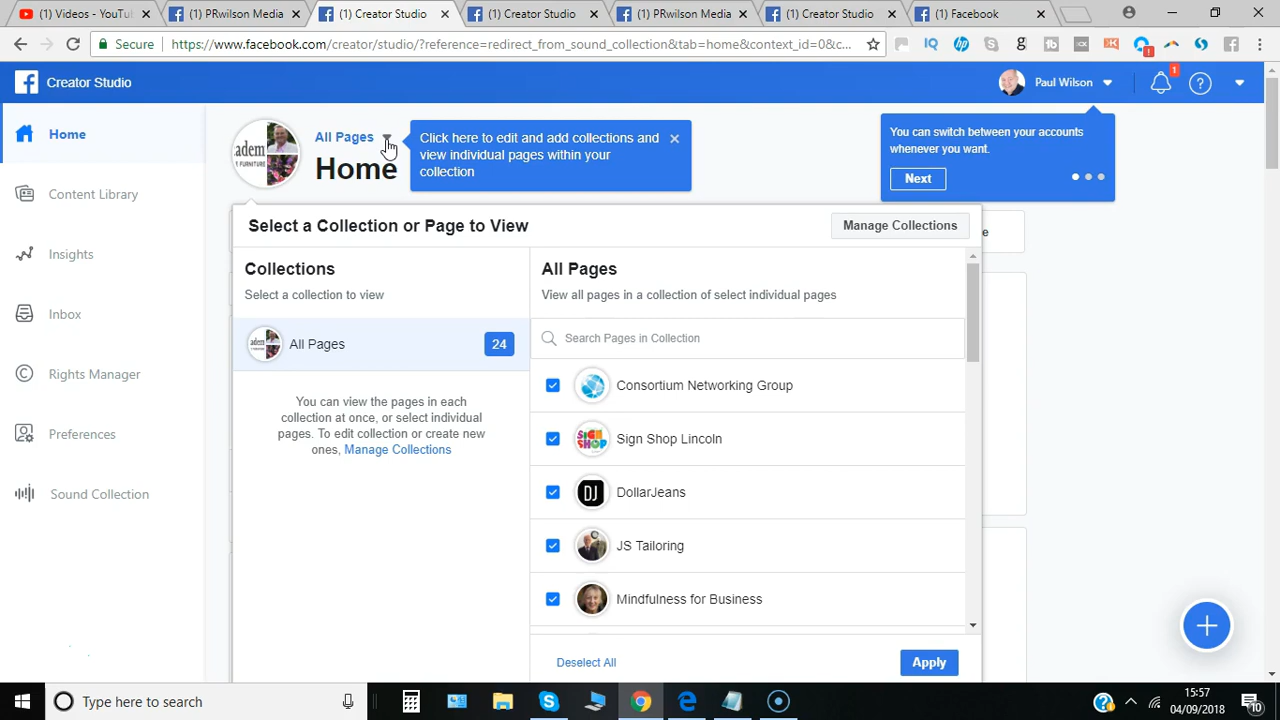 (1) Videos - YouTu
(1) PRwilson Media
(1) Creator Studio
(1) Creator Studio
(1) PRwilson Media
(1) Creator Studio
(1) Facebook
Secure
https://www.facebook.com/creator/studio/?reference=redirect_from_sound_collection&tab=home&context_id=0&c...
Creator Studio
Paul Wilson
1
Home
Content Library
Insights
Inbox
Rights Manager
Preferences
Sound Collection
All Pages
Home
Click here to edit and add collections and
view individual pages within your
collection
You can switch between your accounts
whenever you want.
Next
Select a Collection or Page to View
Manage Collections
Collections
Select a collection to view
All Pages
24
You can view the pages in each
collection at once, or select individual
pages. To edit collection or create new
ones, Manage Collections
All Pages
View all pages in a collection of select individual pages
Search Pages in Collection
Consortium Networking Group
Sign Shop Lincoln
DJ
DollarJeans
JS Tailoring
Mindfulness for Business
Deselect All
Apply
Type here to search
15:57
04/09/2018
10